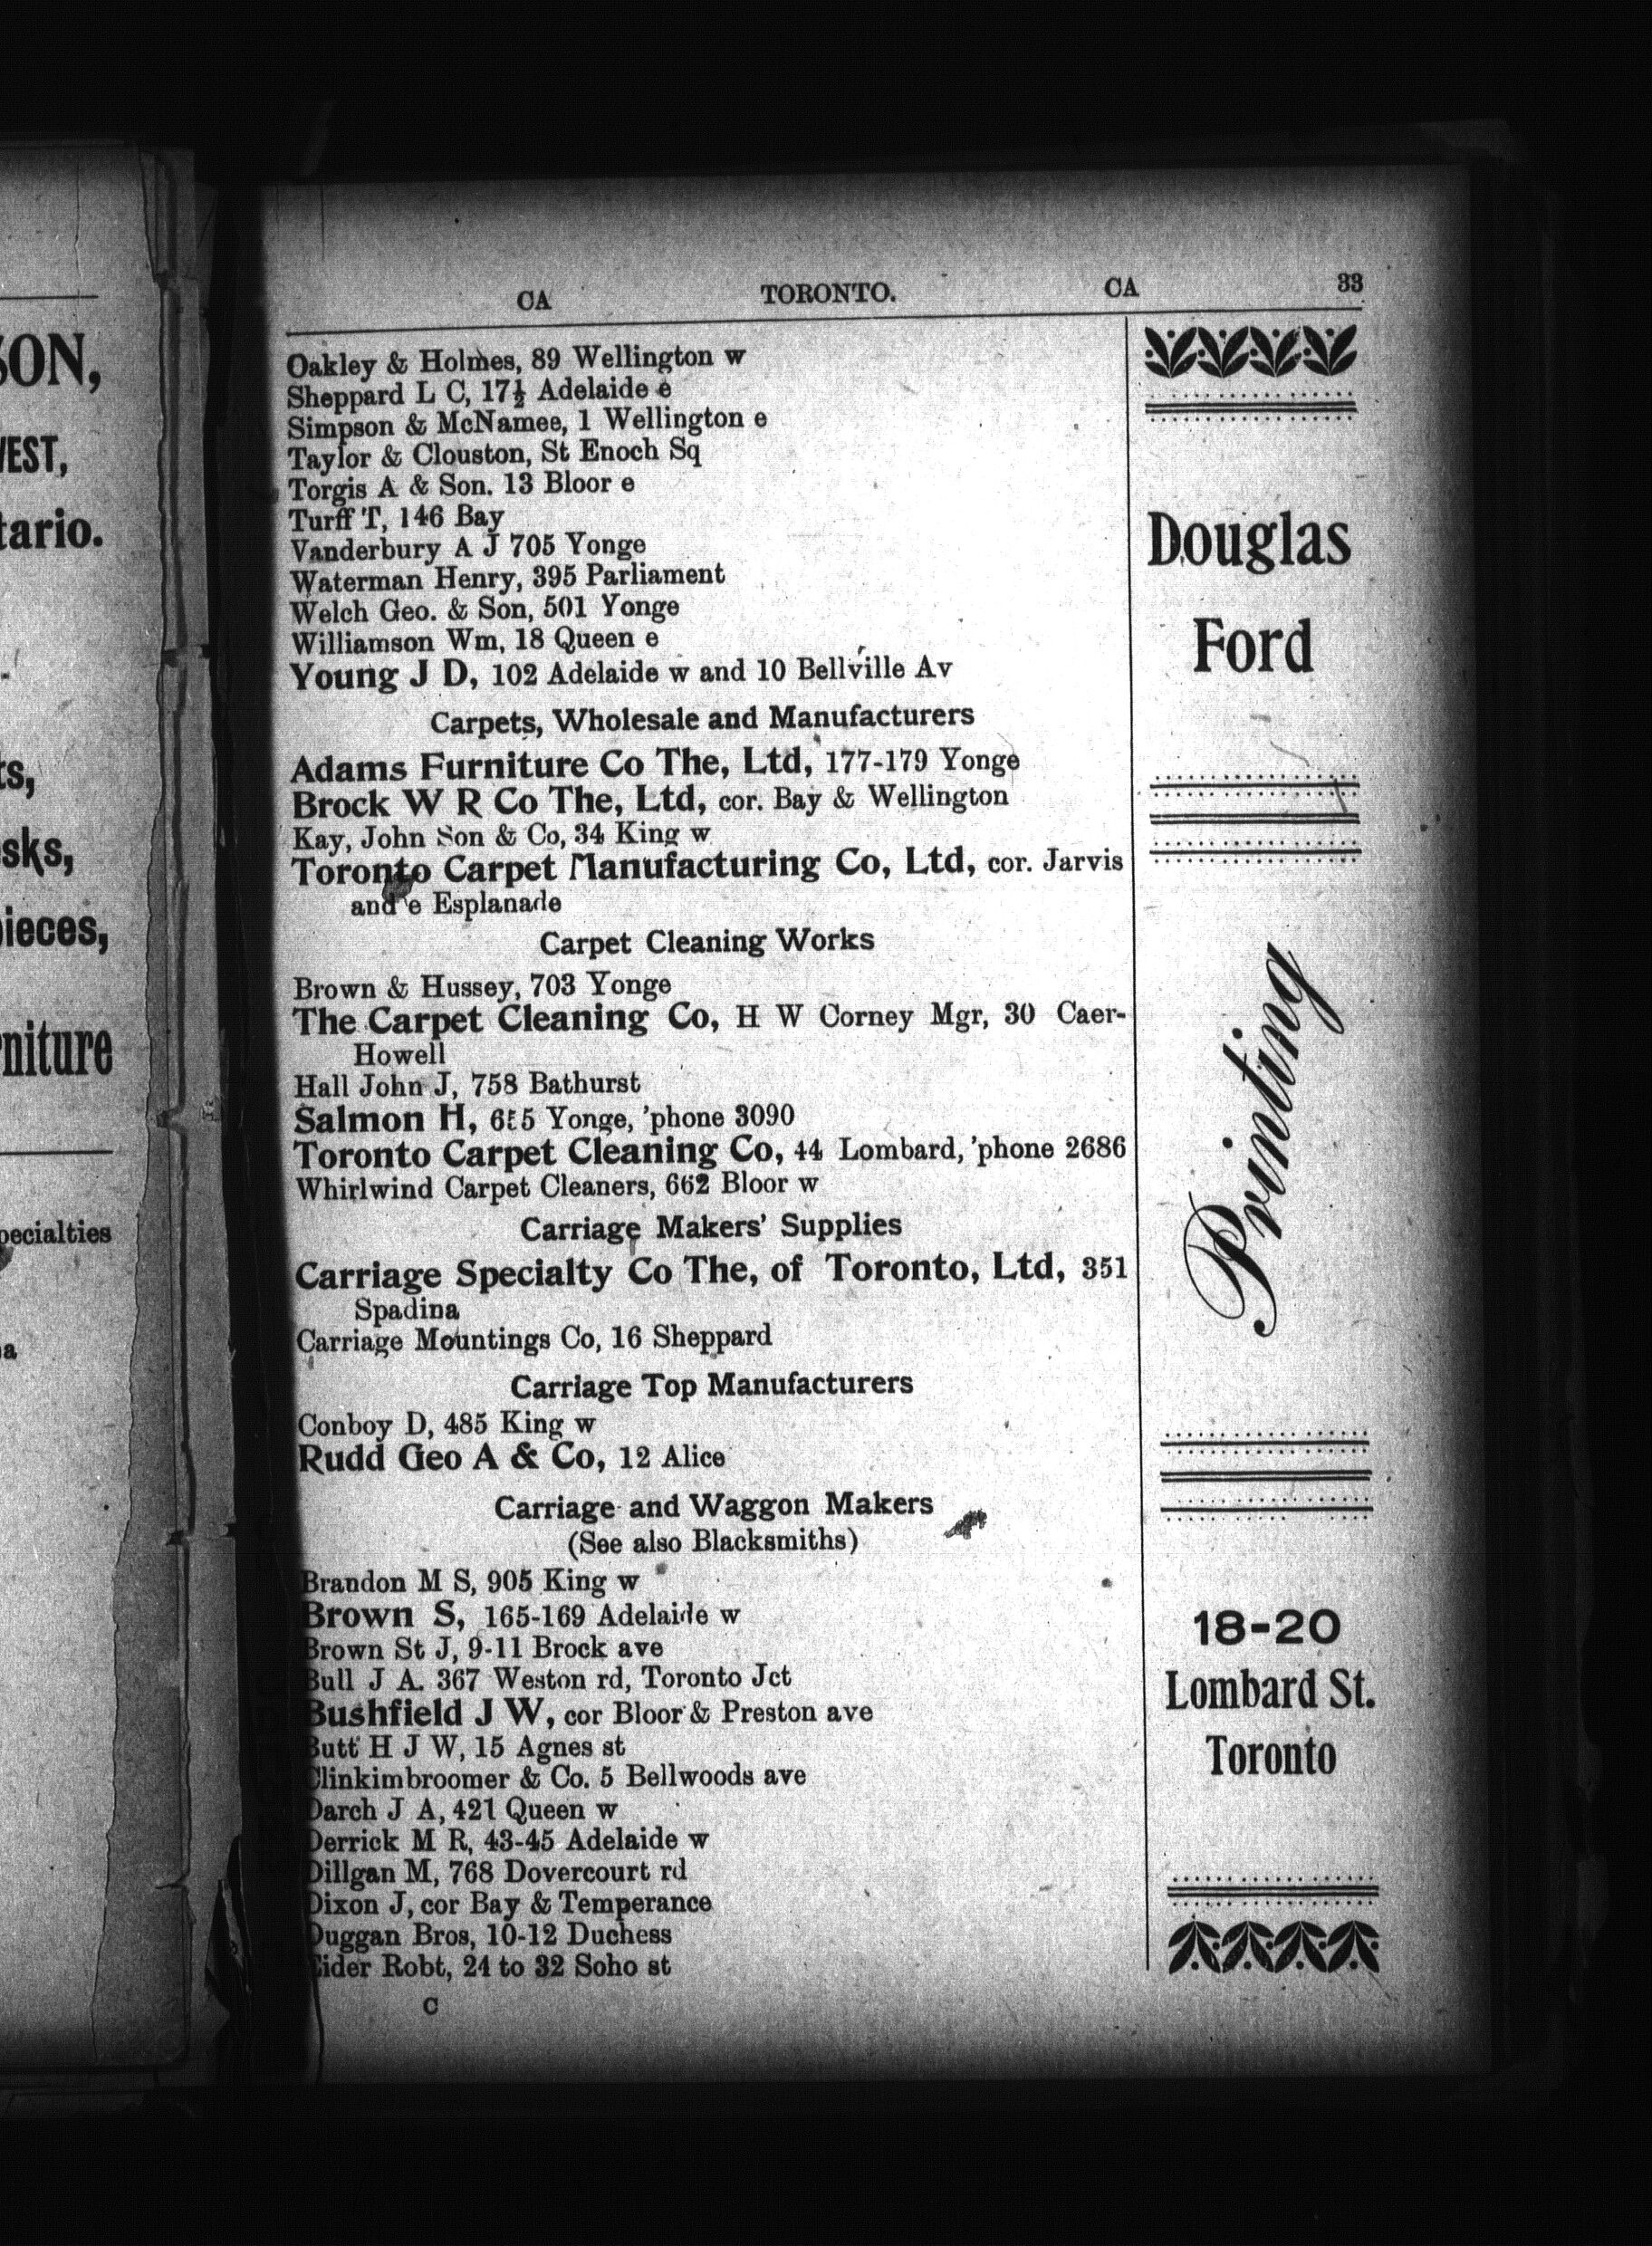 SON,
WEST,
tario.
ts,
sks,
pieces,
niture
pecialties
CA TORONTO. CA 33
Oakley & Holmes, 89 Wellington w
Sheppard L C, 17½ Adelaide e
Simpson & McNamee, 1 Wellington e
Taylor & Clouston, St Enoch Sq
Torgis A & Son. 13 Bloor e
Turff T, 146 Bay
Vanderbury A J 705 Yonge
Waterman Henry, 395 Parliament
Welch Geo. & Son, 501 Yonge
Williamson Wm, 18 Queen e
Young J D, 102 Adelaide w and 10 Bellville Av
Carpets, Wholesale and Manufacturers
Adams Furniture Co The, Ltd, 177-179 Yonge
Brock W R Co The, Ltd, cor. Bay & Wellington
Kay, John Son & Co, 34 King w
Toronto Carpet Manufacturing Co, Ltd, cor. Jarvis
and e Esplanade
Carpet Cleaning Works
Brown & Hussey, 703 Yonge
The Carpet Cleaning Co, H W Corney Mgr, 30 Caer-
Howell
Hall John J, 758 Bathurst
Salmon H, 655 Yonge, 'phone 3090
Toronto Carpet Cleaning Co, 44 Lombard, 'phone 2686
Whirlwind Carpet Cleaners, 662 Bloor w
Carriage Makers' Supplies
Carriage Specialty Co The, of Toronto, Ltd, 351
Spadina
Carriage Mountings Co, 16 Sheppard
Carriage Top Manufacturers
Conboy D, 485 King w
Rudd Geo A & Co, 12 Alice
Carriage and Waggon Makers
(See also Blacksmiths)
Brandon M S, 905 King w
Brown S, 165-169 Adelaide w
Brown St J, 9-11 Brock ave
Bull J A. 367 Weston rd, Toronto Jct
Bushfield J W, cor Bloor & Preston ave
Butt H J W, 15 Agnes st
Clinkimbroomer & Co. 5 Bellwoods ave
Darch J A, 421 Queen w
Derrick M R, 43-45 Adelaide w
Dillgan M, 768 Dovercourt rd
Dixon J, cor Bay & Temperance
Duggan Bros, 10-12 Duchess
Eider Robt, 24 to 32 Soho st
C
Douglas
Ford
Printing
18-20
Lombard St.
Toronto